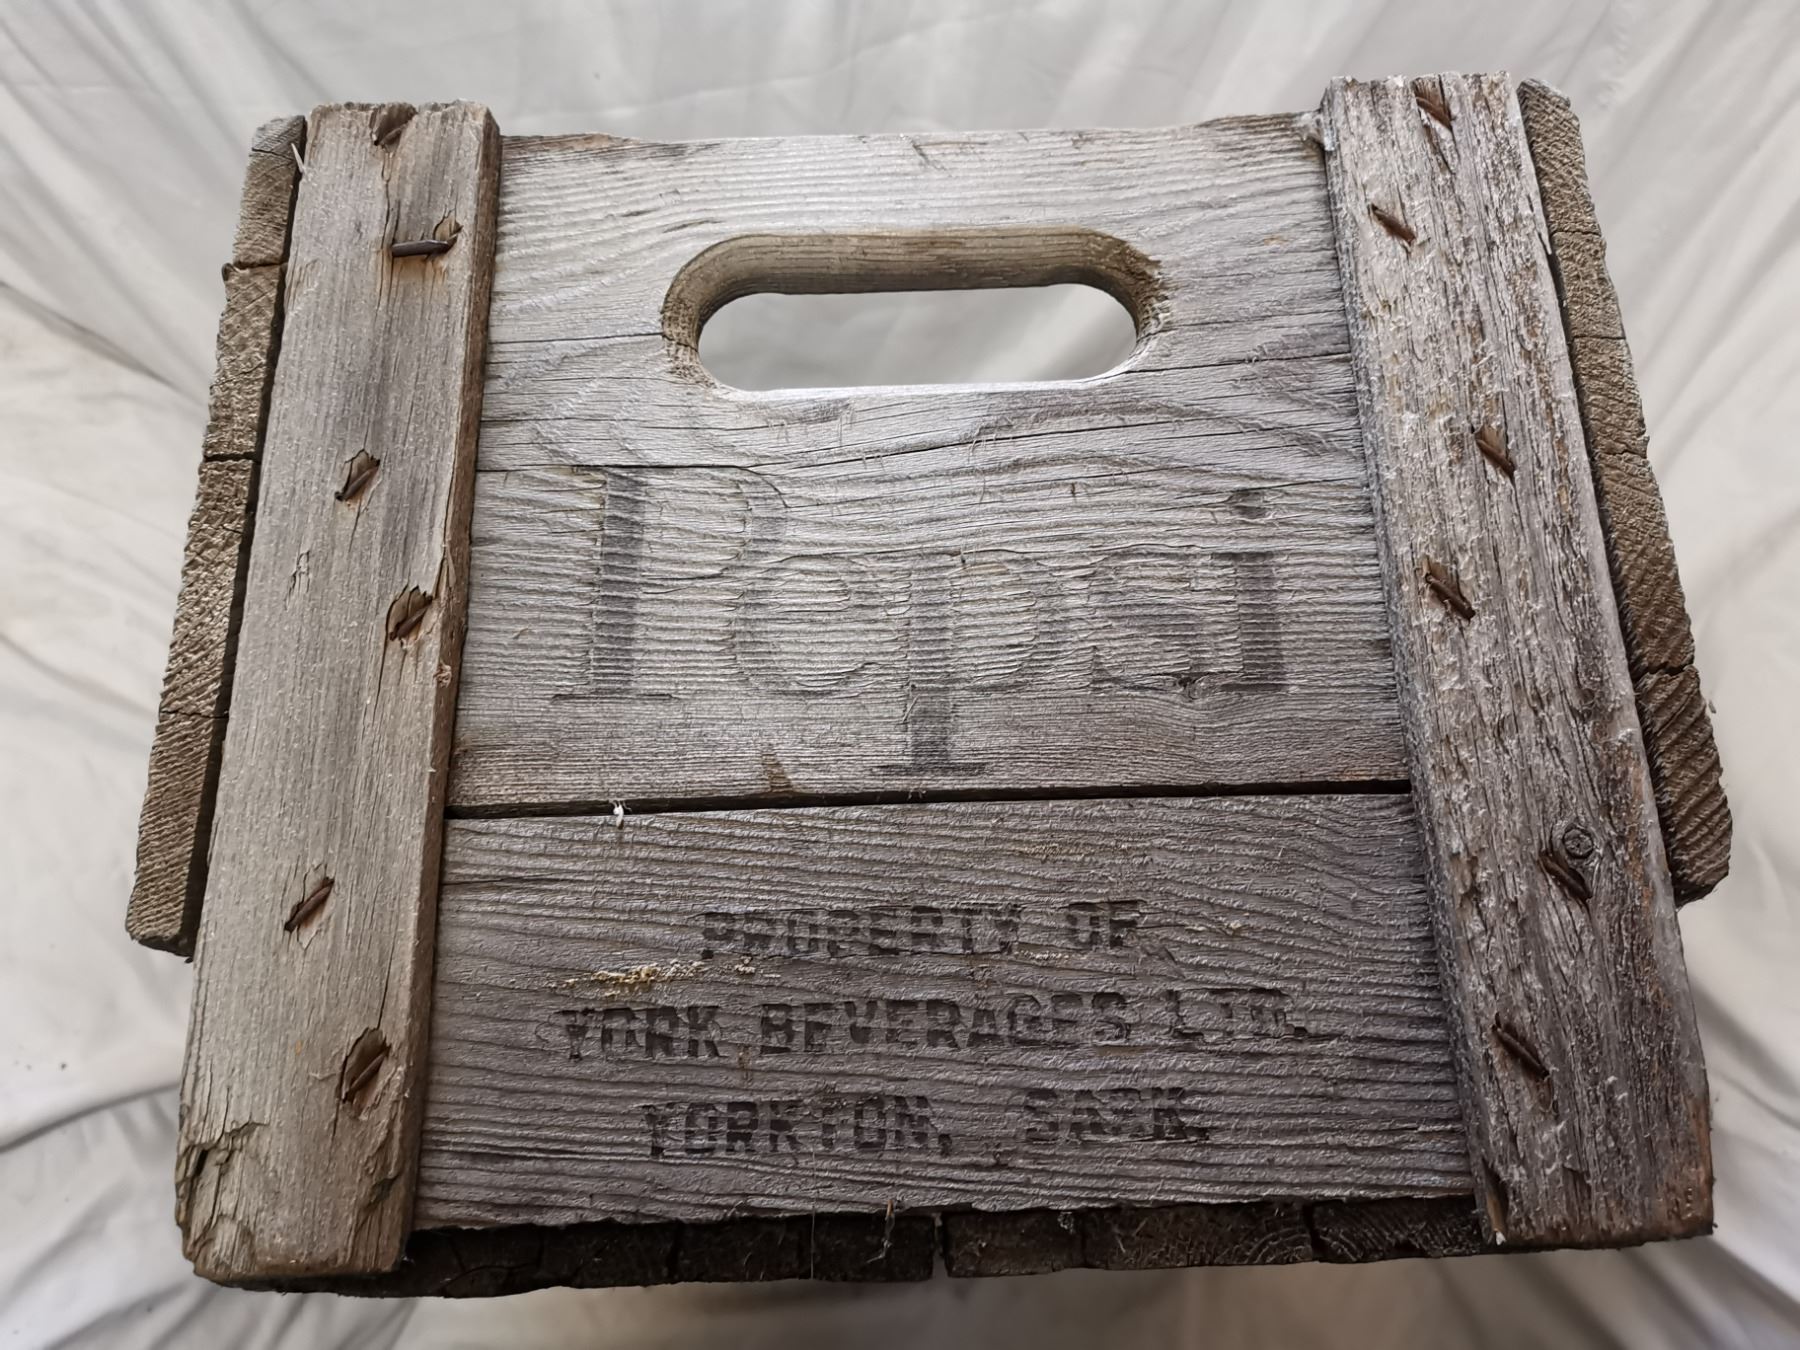 Pepsi
PROPERTY OF
YORK BEVERAGES LTD.
YORKTON, SASK.